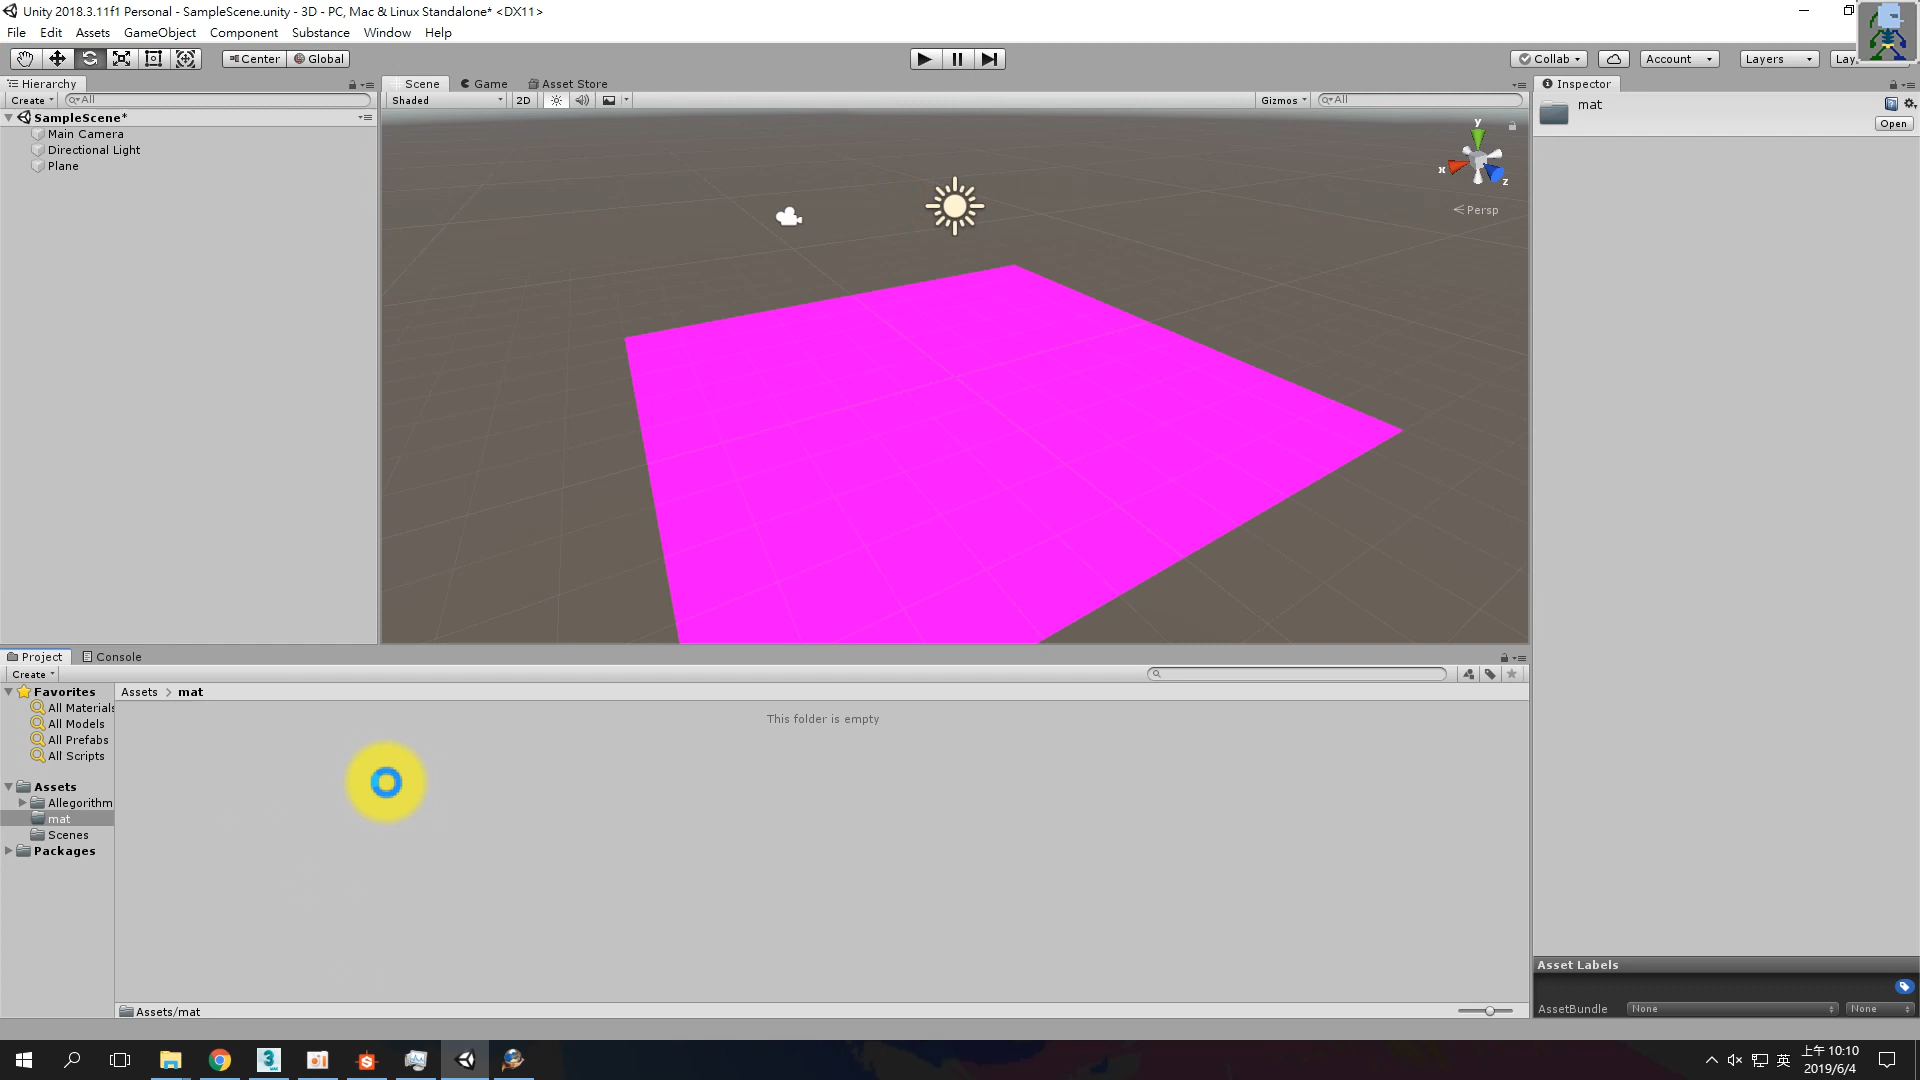 Unity 2018.3.11f1 Personal - SampleScene.unity - 3D - PC, Mac & Linux Standalone* <DX11>
File Edit Assets GameObject Component Substance Window Help
Center Global Collab Account Layers Lay
Hierarchy
Create All
SampleScene*
Main Camera
Directional Light
Plane
Scene Game Asset Store
Shaded 2D Gizmos All
y
x
z
Persp
Inspector
mat
Open
Project Console
Create
Favorites
All Materials
All Models
All Prefabs
All Scripts
Assets
Allegorithm
mat
Scenes
Packages
Assets > mat
This folder is empty
Assets/mat
Asset Labels
AssetBundle None None
英
上午 10:10
2019/6/4